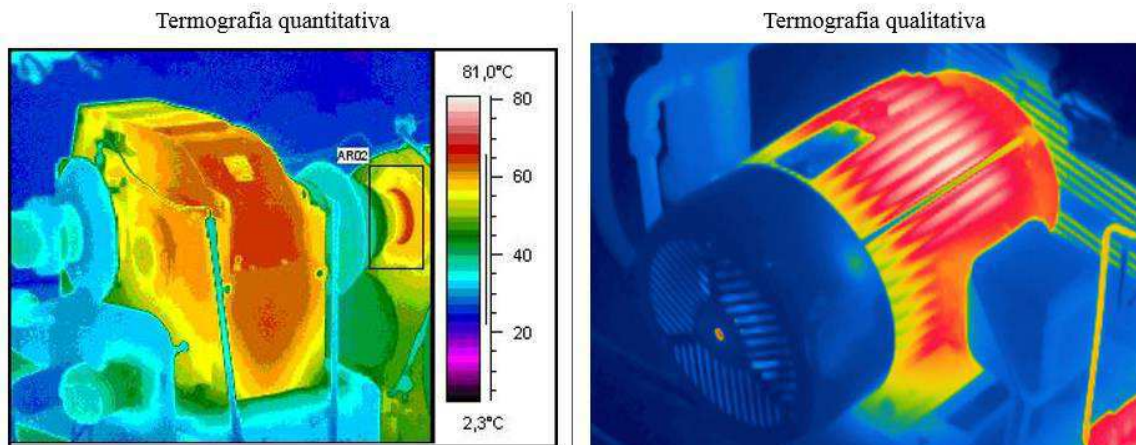 Termografia quantitativa
Termografia qualitativa
81,0°C
80
AR02
60
40
20
2,3°C